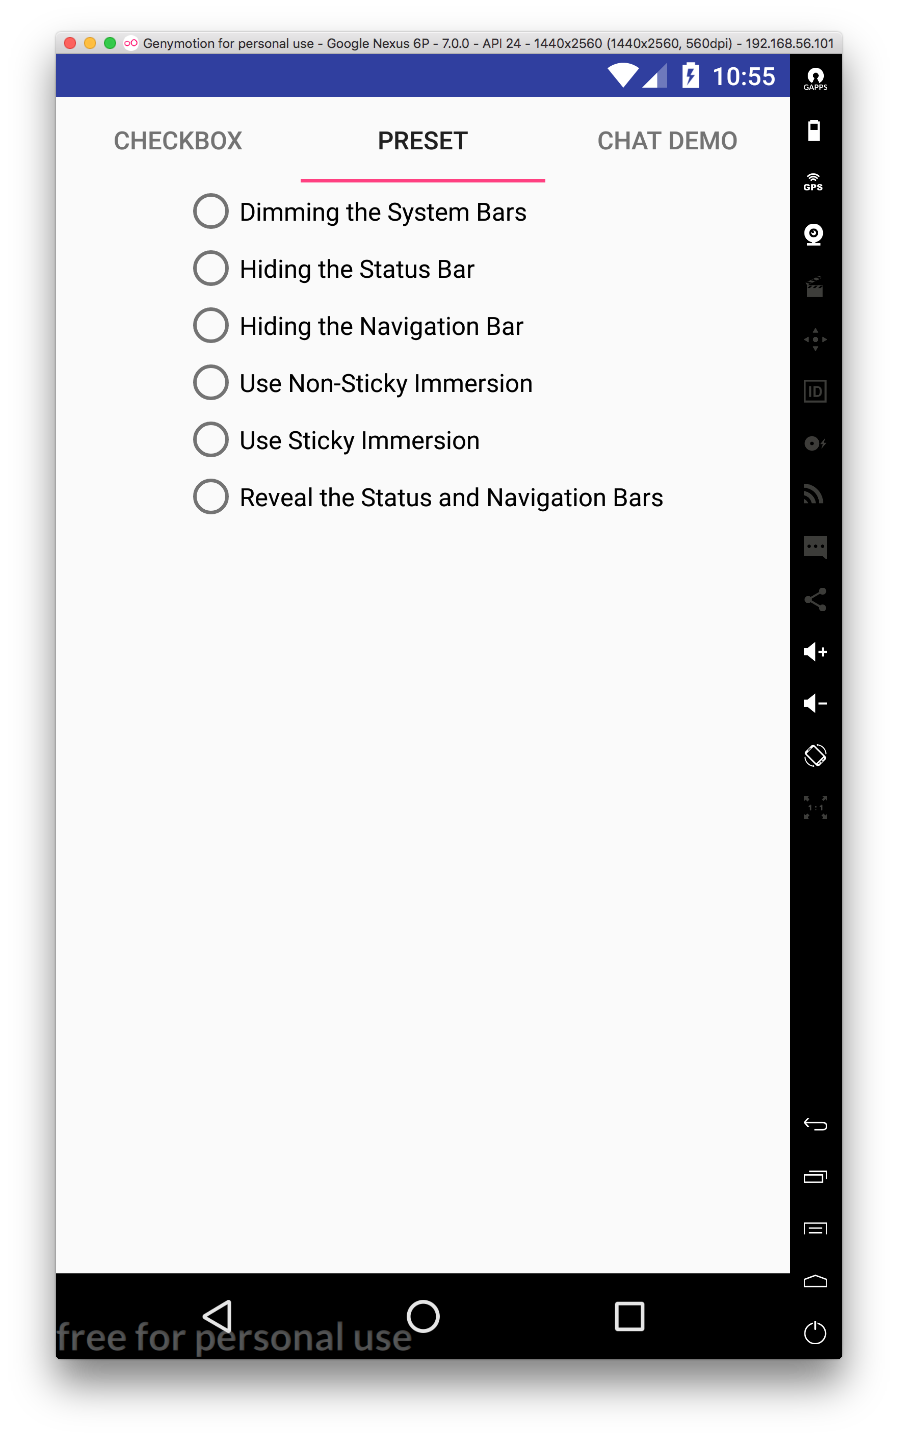 Genymotion for personal use - Google Nexus 6P - 7.0.0 - API 24 - 1440x2560 (1440x2560, 560dpi) - 192.168.56.101
10:55
GAPPS
CHECKBOX PRESET CHAT DEMO
GPS
Dimming the System Bars
Hiding the Status Bar
Hiding the Navigation Bar
Use Non-Sticky Immersion
ID
Use Sticky Immersion
Reveal the Status and Navigation Bars
1:1
free for personal use